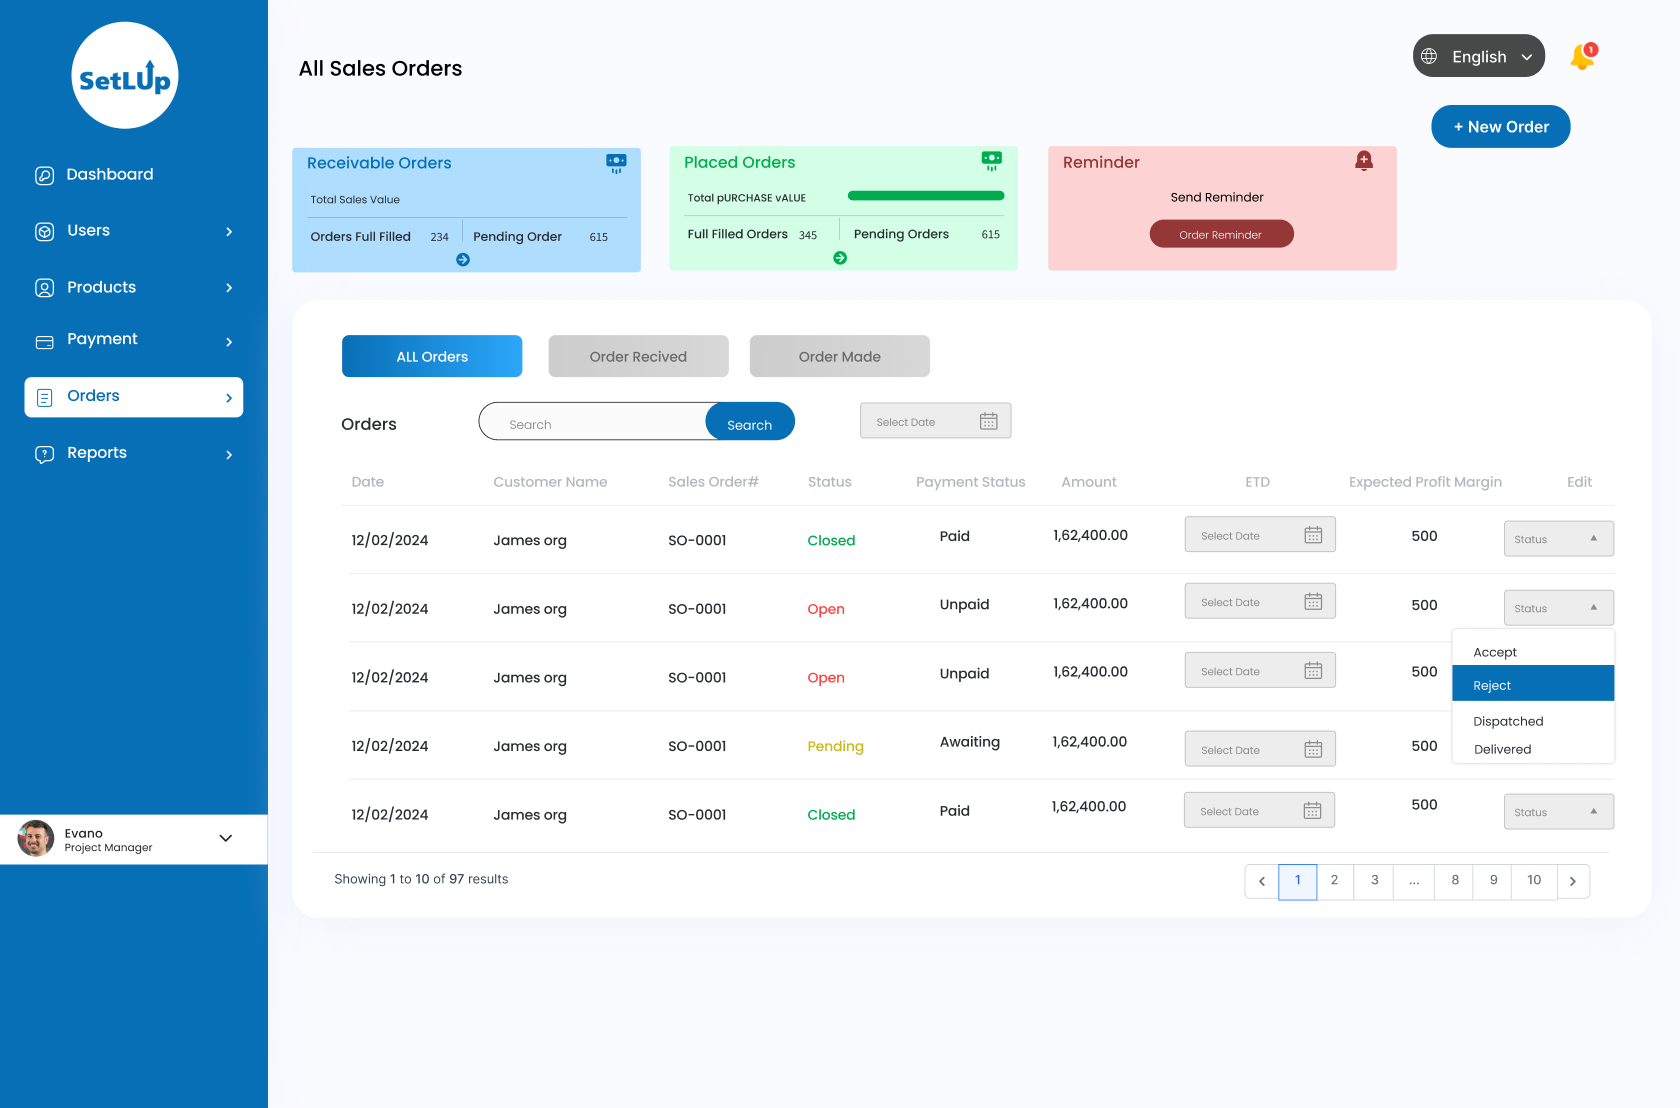 SetLUp
All Sales Orders
English
1
+ New Order
Dashboard
Users
Products
Payment
Orders
Reports
Evano
Project Manager
Receivable Orders
Total Sales Value
Orders Full Filled 234 Pending Order 615
Placed Orders
Total pURCHASE vALUE
Full Filled Orders 345 Pending Orders 615
Reminder
Send Reminder
Order Reminder
ALL Orders Order Recived Order Made
Orders Search Search Select Date
Date Customer Name Sales Order# Status Payment Status Amount ETD Expected Profit Margin Edit
12/02/2024 James org SO-0001 Closed Paid 1,62,400.00 Select Date 500 Status
12/02/2024 James org SO-0001 Open Unpaid 1,62,400.00 Select Date 500 Status
Accept
Reject
Dispatched
Delivered
12/02/2024 James org SO-0001 Open Unpaid 1,62,400.00 Select Date 500
12/02/2024 James org SO-0001 Pending Awaiting 1,62,400.00 Select Date 500
12/02/2024 James org SO-0001 Closed Paid 1,62,400.00 Select Date 500 Status
Showing 1 to 10 of 97 results
1 2 3 ... 8 9 10